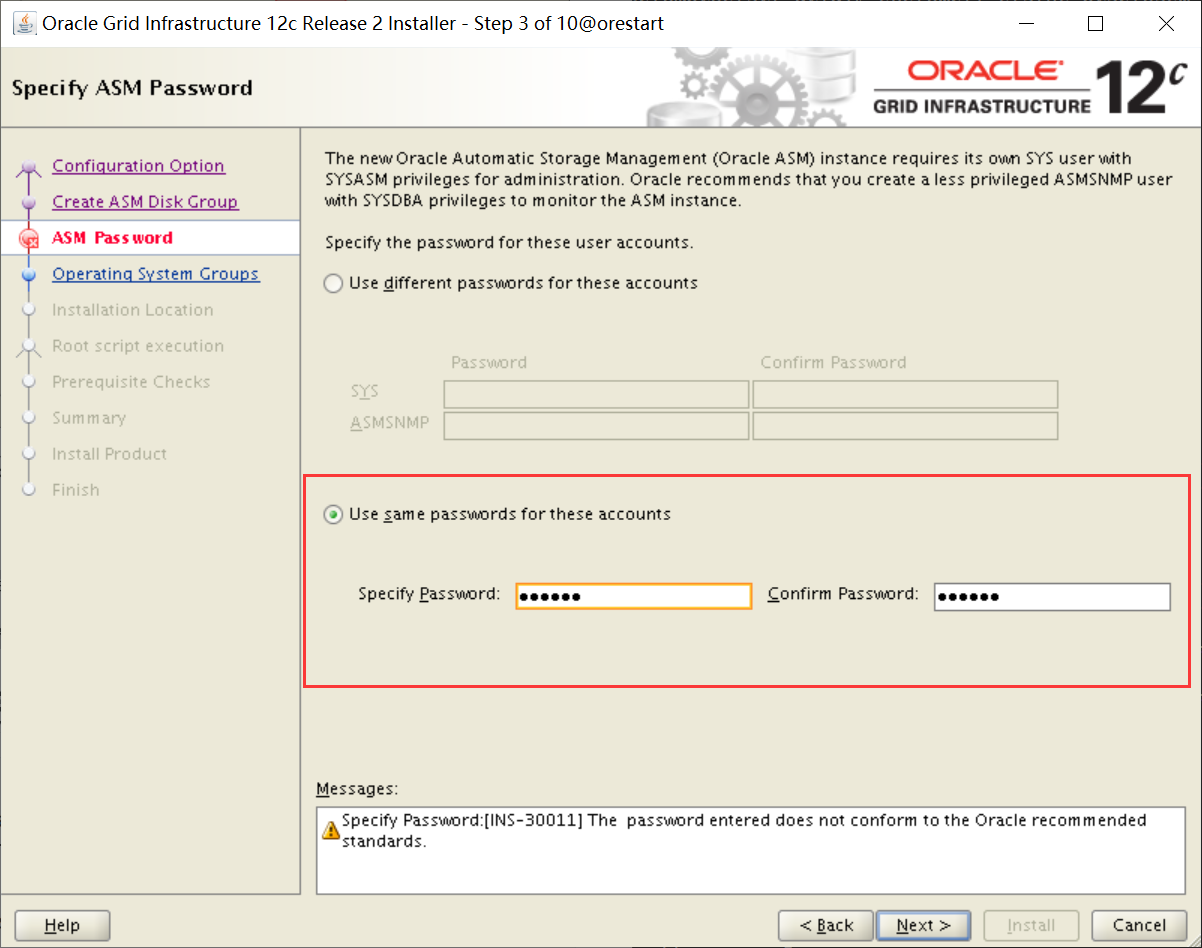 Oracle Grid Infrastructure 12c Release 2 Installer - Step 3 of 10@orestart
Specify ASM Password
ORACLE
GRID INFRASTRUCTURE
12c
Configuration Option
Create ASM Disk Group
ASM Password
Operating System Groups
Installation Location
Root script execution
Prerequisite Checks
Summary
Install Product
Finish
The new Oracle Automatic Storage Management (Oracle ASM) instance requires its own SYS user with
SYSASM privileges for administration. Oracle recommends that you create a less privileged ASMSNMP user
with SYSDBA privileges to monitor the ASM instance.
Specify the password for these user accounts.
Use different passwords for these accounts
Password Confirm Password
SYS
ASMSNMP
Use same passwords for these accounts
Specify Password: •••••• Confirm Password: ••••••
Messages:
Specify Password:[INS-30011] The  password entered does not conform to the Oracle recommended
standards.
Help < Back Next > Install Cancel